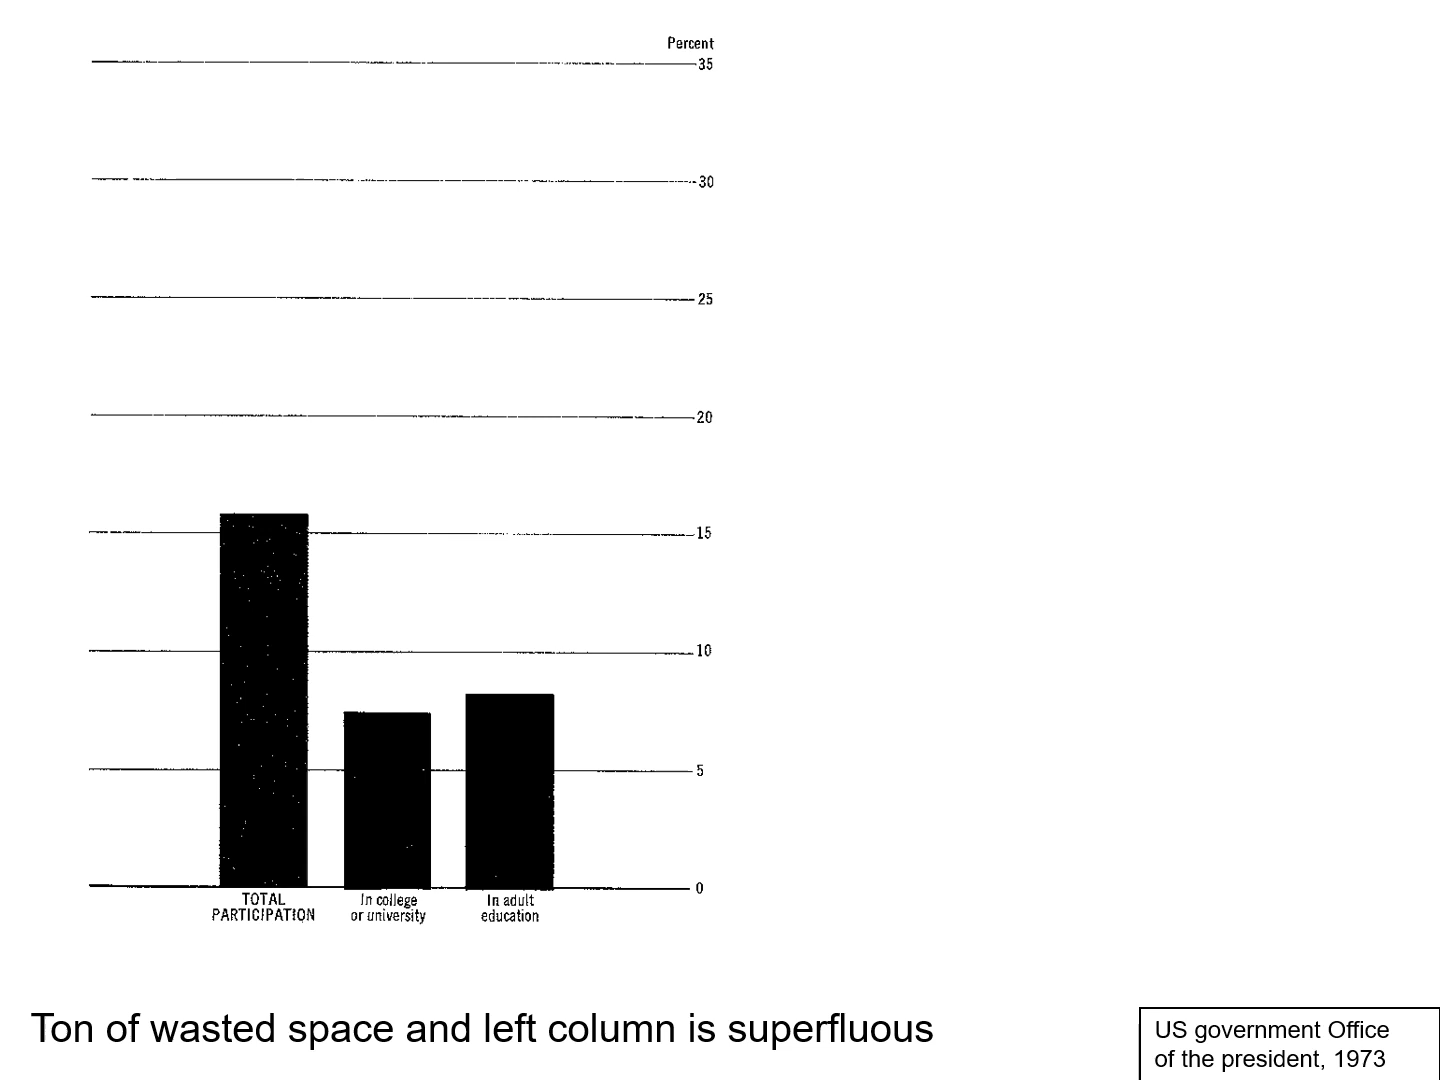 Percent
35
30
25
20
15
10
5
0
TOTAL
PARTICIPATION
In college
or university
In adult
education
Ton of wasted space and left column is superfluous
US government Office
of the president, 1973